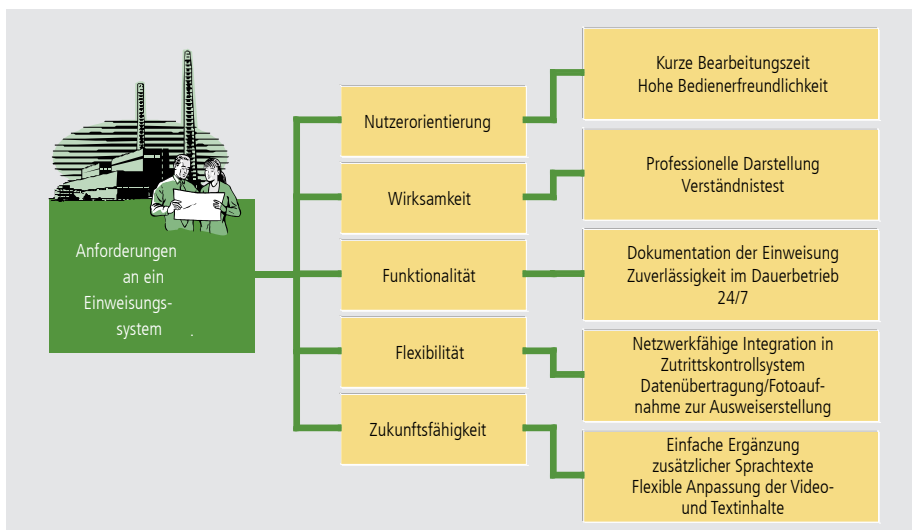 Anforderungen
an ein
Einweisungs-
system .
Nutzerorientierung
Wirksamkeit
Funktionalität
Flexibilität
Zukunftsfähigkeit
Kurze Bearbeitungszeit
Hohe Bedienerfreundlichkeit
Professionelle Darstellung
Verständnistest
Dokumentation der Einweisung
Zuverlässigkeit im Dauerbetrieb
24/7
Netzwerkfähige Integration in
Zutrittskontrollsystem
Datenübertragung/Fotoauf-
nahme zur Ausweiserstellung
Einfache Ergänzung
zusätzlicher Sprachtexte
Flexible Anpassung der Video-
und Textinhalte